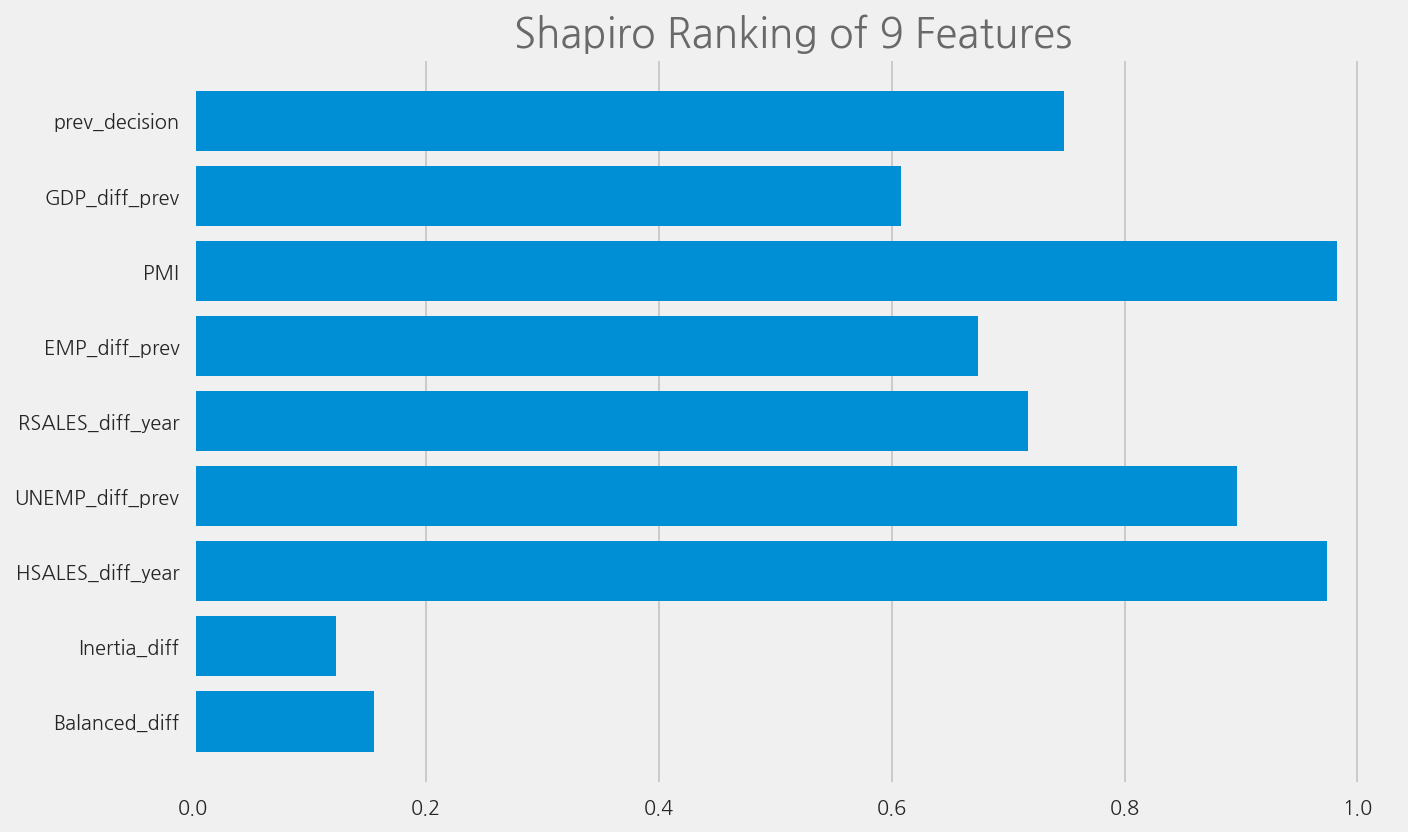 Shapiro Ranking of 9 Features
prev_decision
GDP_diff_prev
PMI
EMP_diff_prev
RSALES_diff_year
UNEMP_diff_prev
HSALES_diff_year
Inertia_diff
Balanced_diff
0.0 0.2 0.4 0.6 0.8 1.0